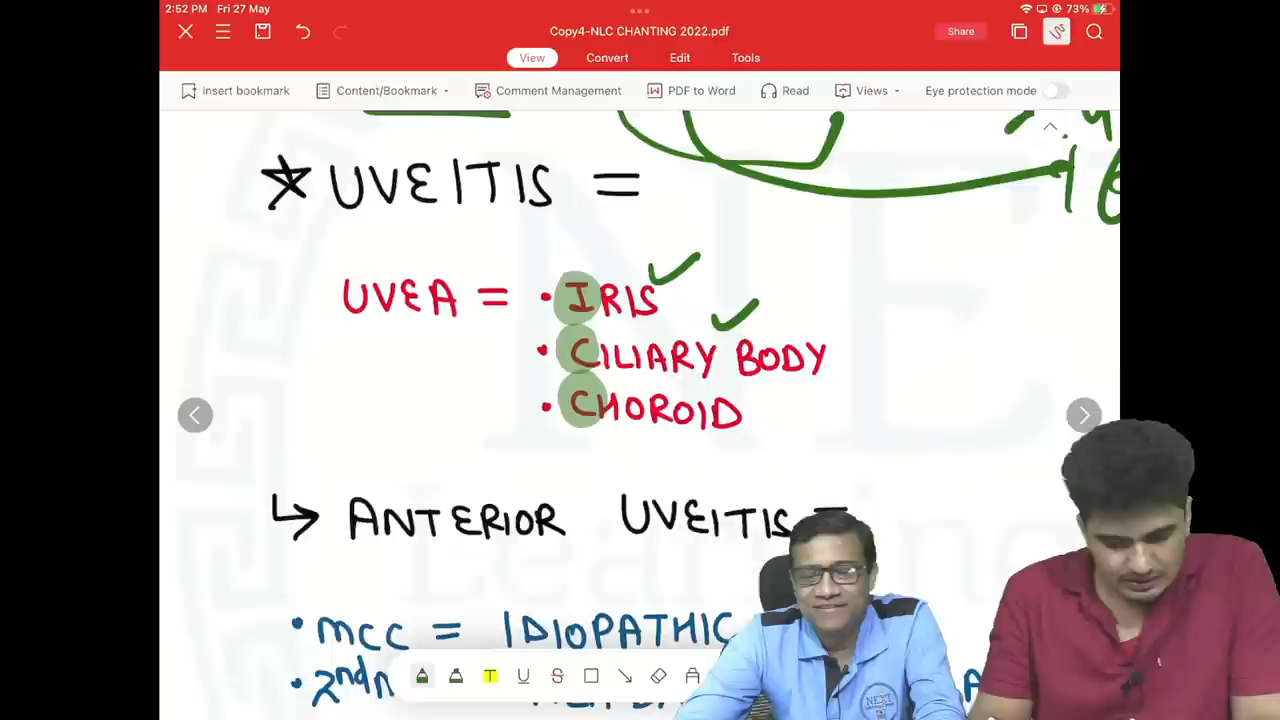 2:52 PM Fri 27 May
73%
Copy4-NLC CHANTING 2022.pdf
Share
View Convert Edit Tools
Insert bookmark Content/Bookmark Comment Management PDF to Word Read Views Eye protection mode
* UVEITIS =
UVEA = • IRIS
• CILIARY BODY
• CHOROID
↳ ANTERIOR UVEITIS =
• MCC = IDIOPATHIC
• 2nd
NEXT